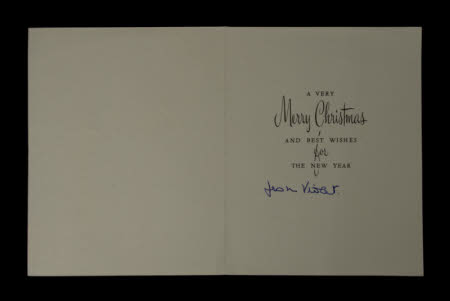 A VERY
Merry Christmas
AND BEST WISHES
for
THE NEW YEAR